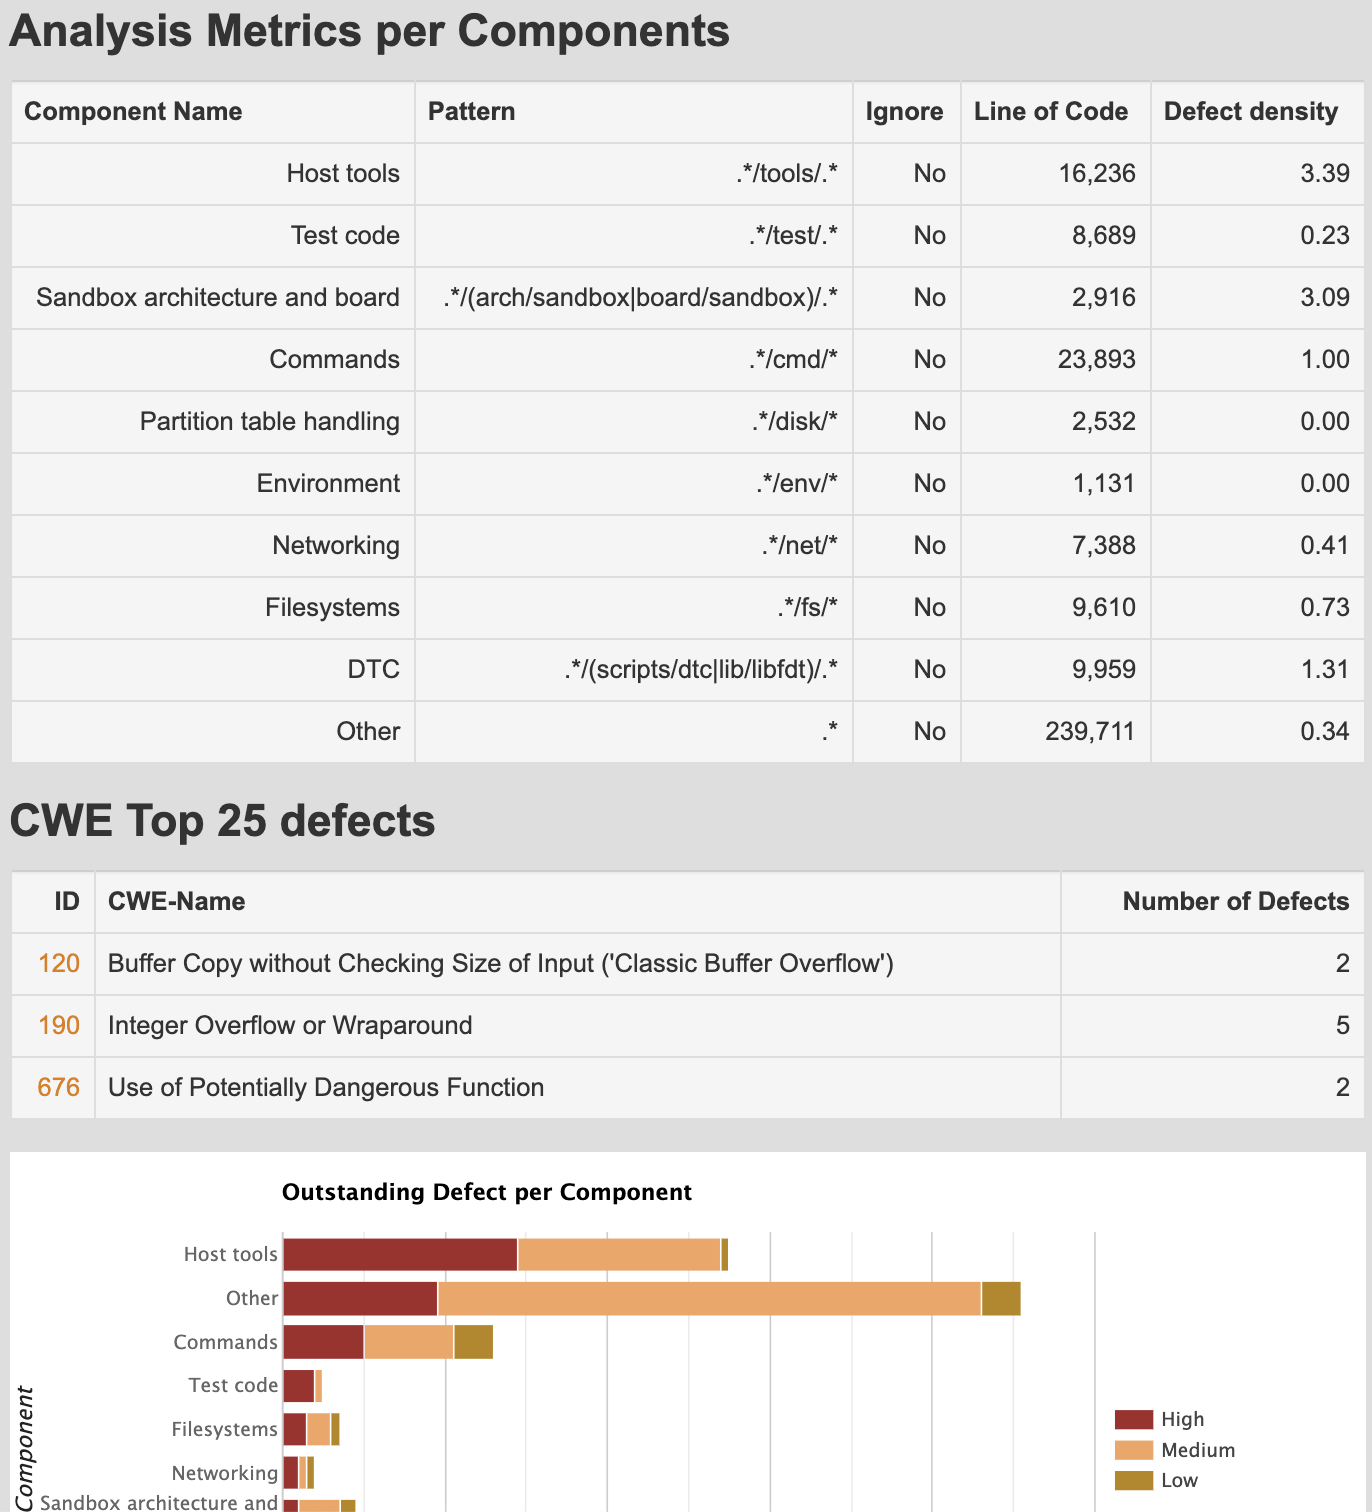 Analysis Metrics per Components
Component Name Pattern Ignore Line of Code Defect density
Host tools .*/tools/.* No 16,236 3.39
Test code .*/test/.* No 8,689 0.23
Sandbox architecture and board .*/(arch/sandbox|board/sandbox)/.* No 2,916 3.09
Commands .*/cmd/* No 23,893 1.00
Partition table handling .*/disk/* No 2,532 0.00
Environment .*/env/* No 1,131 0.00
Networking .*/net/* No 7,388 0.41
Filesystems .*/fs/* No 9,610 0.73
DTC .*/(scripts/dtc|lib/libfdt)/.* No 9,959 1.31
Other .* No 239,711 0.34
CWE Top 25 defects
ID CWE-Name Number of Defects
120 Buffer Copy without Checking Size of Input ('Classic Buffer Overflow') 2
190 Integer Overflow or Wraparound 5
676 Use of Potentially Dangerous Function 2
Outstanding Defect per Component
Host tools
Other
Commands
Test code
Filesystems
Networking
Sandbox architecture and
Component
High
Medium
Low